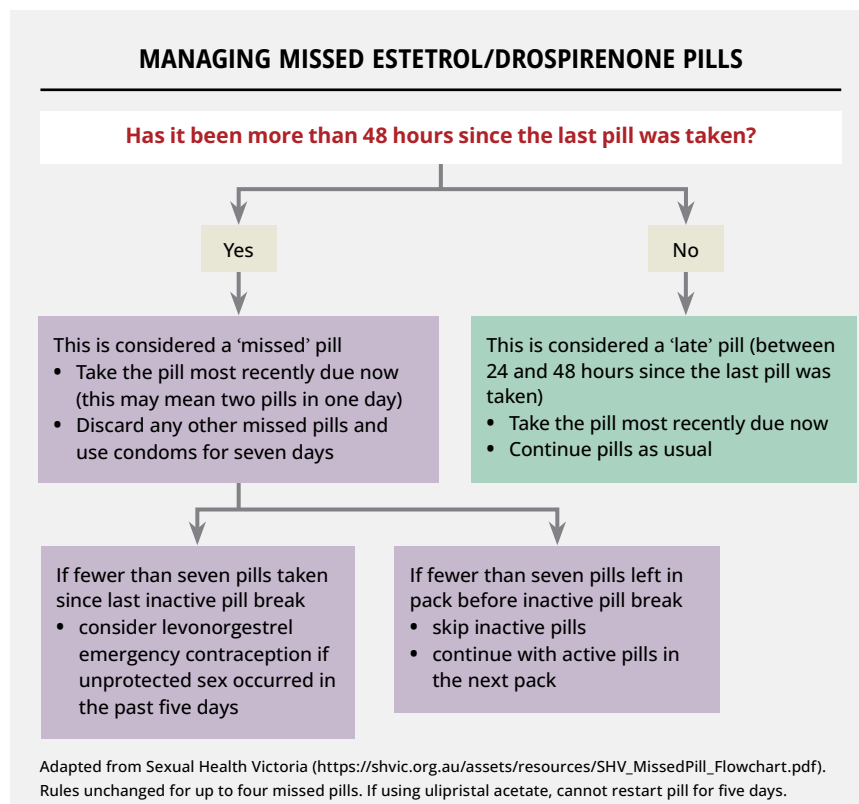 MANAGING MISSED ESTETROL/DROSPIRENONE PILLS
Has it been more than 48 hours since the last pill was taken?
Yes
No
This is considered a ‘missed’ pill
• Take the pill most recently due now
(this may mean two pills in one day)
• Discard any other missed pills and
use condoms for seven days
This is considered a ‘late’ pill (between
24 and 48 hours since the last pill was
taken)
• Take the pill most recently due now
• Continue pills as usual
If fewer than seven pills taken
since last inactive pill break
• consider levonorgestrel
emergency contraception if
unprotected sex occurred in
the past five days
If fewer than seven pills left in
pack before inactive pill break
• skip inactive pills
• continue with active pills in
the next pack
Adapted from Sexual Health Victoria (https://shvic.org.au/assets/resources/SHV_MissedPill_Flowchart.pdf).
Rules unchanged for up to four missed pills. If using ulipristal acetate, cannot restart pill for five days.